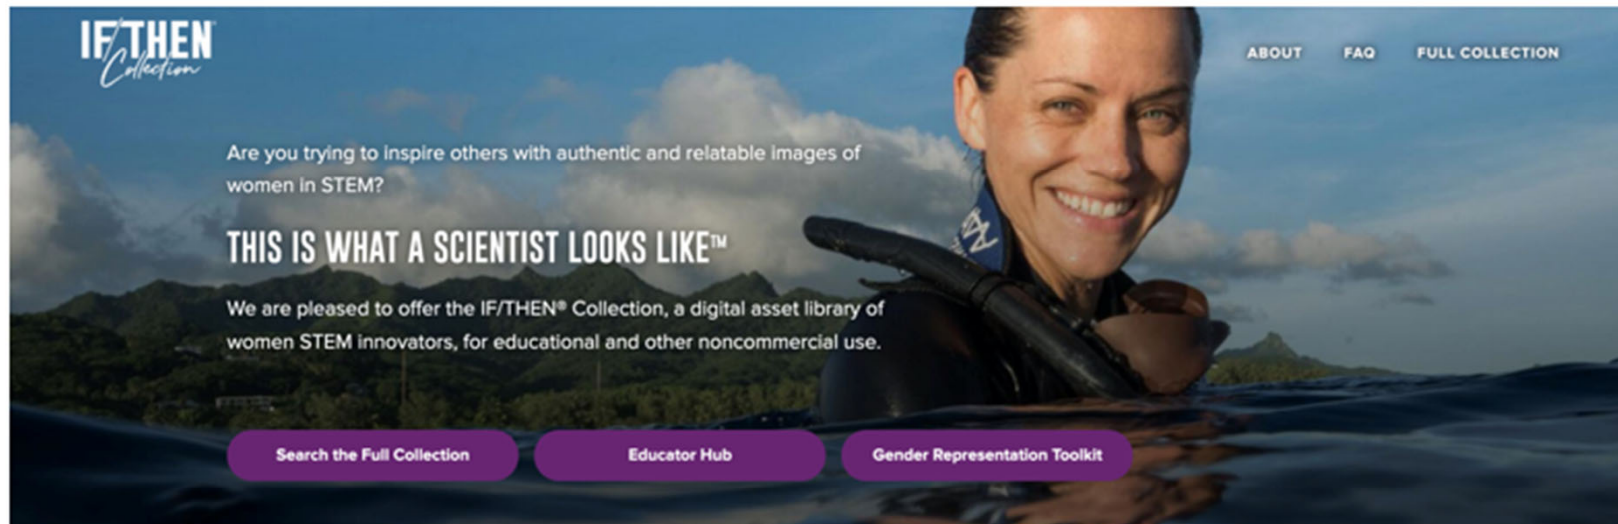 IF/THEN®
Collection
ABOUT FAQ FULL COLLECTION
Are you trying to inspire others with authentic and relatable images of
women in STEM?
THIS IS WHAT A SCIENTIST LOOKS LIKE™
We are pleased to offer the IF/THEN® Collection, a digital asset library of
women STEM innovators, for educational and other noncommercial use.
Search the Full Collection Educator Hub Gender Representation Toolkit